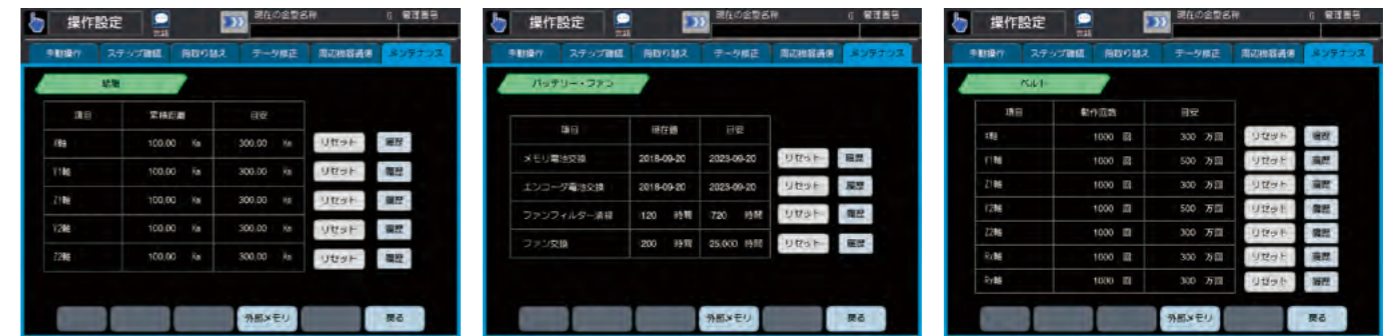 操作設定
言語
現在の金型名称
管理番号
手動操作 ステップ確認 段取り替え データ修正 周辺機器通信 メンテナンス
給脂
項目 累積距離 目安
X軸 100.00 Km 300.00 Km リセット 履歴
Y1軸 100.00 Km 300.00 Km リセット 履歴
Z1軸 100.00 Km 300.00 Km リセット 履歴
Y2軸 100.00 Km 300.00 Km リセット 履歴
Z2軸 100.00 Km 300.00 Km リセット 履歴
外部メモリ 戻る
操作設定
言語
現在の金型名称
管理番号
手動操作 ステップ確認 段取り替え データ修正 周辺機器通信 メンテナンス
バッテリー・ファン
項目 現在値 目安
メモリ電池交換 2018-09-20 2023-09-20 リセット 履歴
エンコーダ電池交換 2018-09-20 2023-09-20 リセット 履歴
ファンフィルター清掃 120 時間 720 時間 リセット 履歴
ファン交換 200 時間 25.000 時間 リセット 履歴
外部メモリ 戻る
操作設定
言語
現在の金型名称
管理番号
手動操作 ステップ確認 段取り替え データ修正 周辺機器通信 メンテナンス
ベルト
項目 動作回数 目安
X軸 1000 回 300 万回 リセット 履歴
Y1軸 1000 回 500 万回 リセット 履歴
Z1軸 1000 回 300 万回 リセット 履歴
Y2軸 1000 回 500 万回 リセット 履歴
Z2軸 1000 回 300 万回 リセット 履歴
Rx軸 1000 回 300 万回 リセット 履歴
Ry軸 1000 回 300 万回 リセット 履歴
外部メモリ 戻る